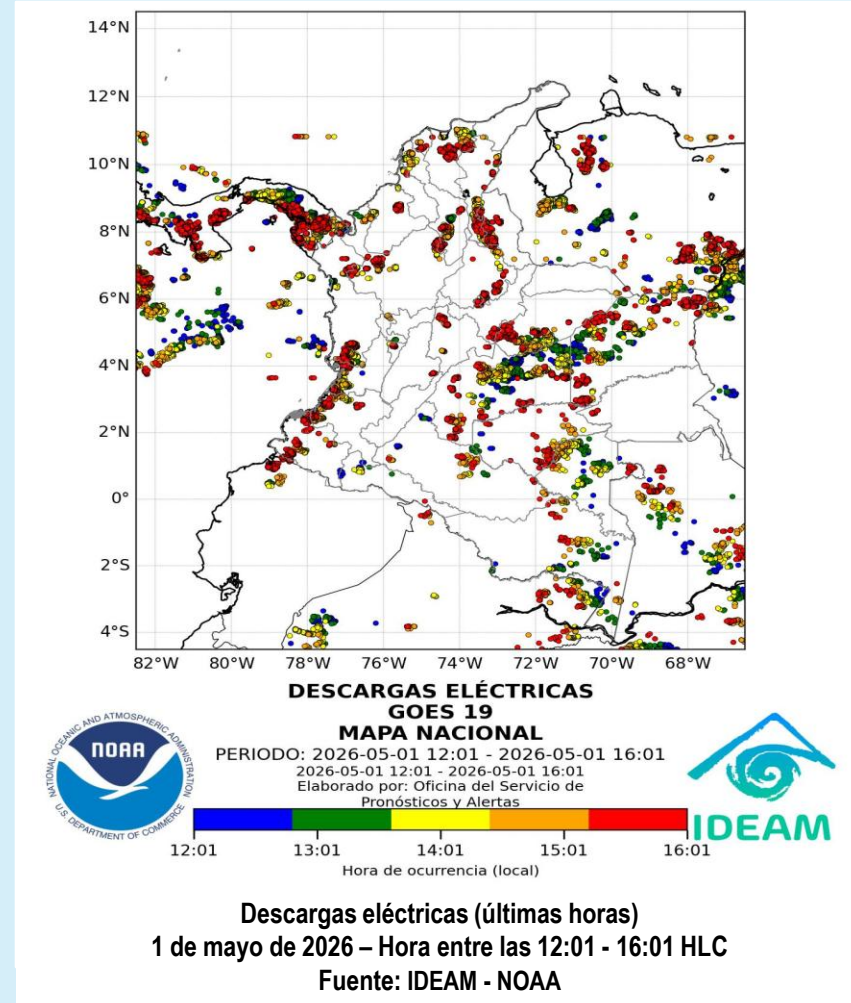 14°N
12°N
10°N
8°N
6°N
4°N
2°N
0°
2°S
4°S
82°W 80°W 78°W 76°W 74°W 72°W 70°W 68°W
DESCARGAS ELÉCTRICAS
GOES 19
MAPA NACIONAL
PERIODO: 2026-05-01 12:01 - 2026-05-01 16:01
2026-05-01 12:01 - 2026-05-01 16:01
Elaborado por: Oficina del Servicio de
Pronósticos y Alertas
NATIONAL OCEANIC AND ATMOSPHERIC ADMINISTRATION
NOAA
U.S. DEPARTMENT OF COMMERCE
IDEAM
12:01 13:01 14:01 15:01 16:01
Hora de ocurrencia (local)
Descargas eléctricas (últimas horas)
1 de mayo de 2026 – Hora entre las 12:01 - 16:01 HLC
Fuente: IDEAM - NOAA